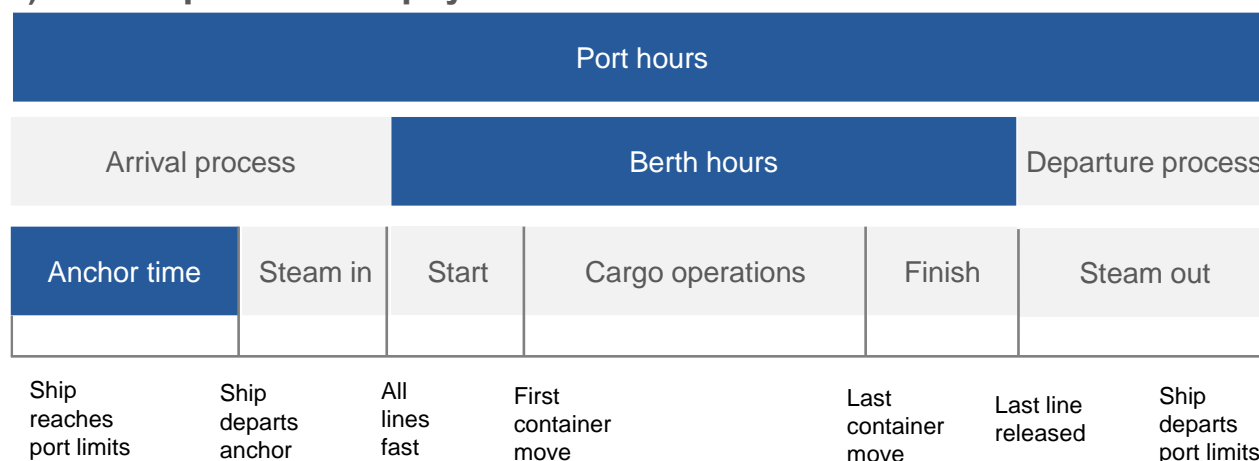 Port hours
Arrival process
Berth hours
Departure process
Anchor time
Steam in
Start
Cargo operations
Finish
Steam out
Ship
reaches
port limits
Ship
departs
anchor
All
lines
fast
First
container
move
Last
container
move
Last line
released
Ship
departs
port limits